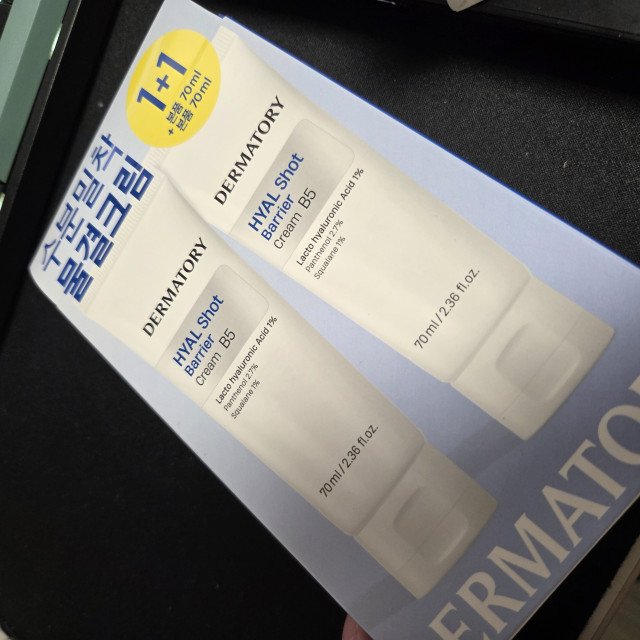 1+1
본품 70ml
+ 본품 70ml
수분밀착
물결크림
DERMATORY
HYAL Shot
Barrier
Cream B5
Lacto hyaluronic Acid 1%
Panthenol 2.7%
Squalane 1%
70ml/2.36 fl.oz.
DERMATORY
HYAL Shot
Barrier
Cream B5
Lacto hyaluronic Acid 1%
Panthenol 2.7%
Squalane 1%
70ml/2.36 fl.oz.
ERMATO